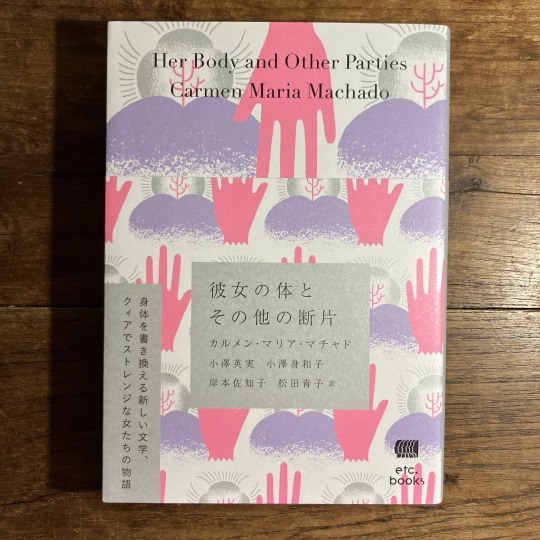 Her Body and Other Parties
Carmen Maria Machado
彼女の体と
その他の断片
カルメン・マリア・マチャド
小澤英実 小澤身和子
岸本佐知子 松田青子 訳
身体を書き換える新しい文学、
クィアでストレンジな女たちの物語
etc.
books